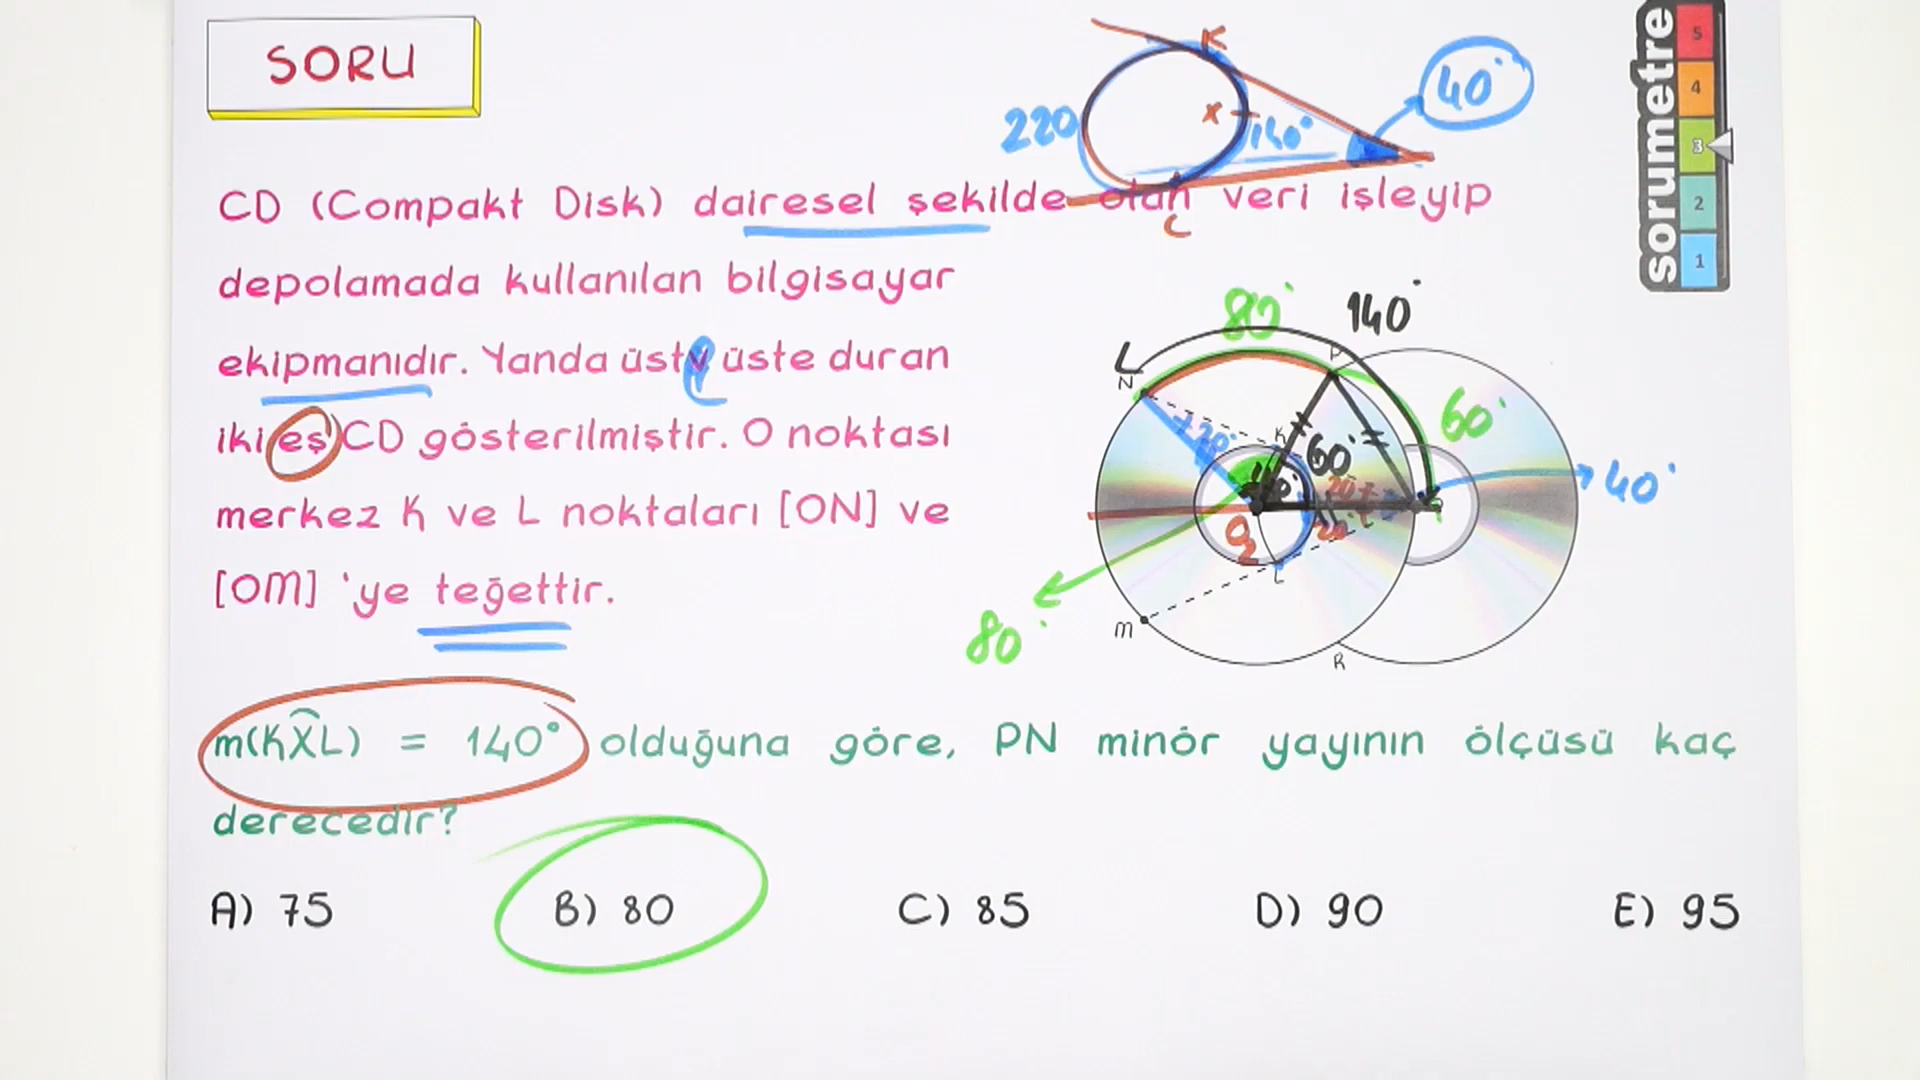 SORU
K
x
220
140°
40°
L
sorumetre
5
4
3
2
1
CD (Compakt Disk) dairesel şekilde olan veri işleyip
depolamada kullanılan bilgisayar
ekipmanıdır. Yanda üstü üste duran
iki eş CD gösterilmiştir. O noktası
merkez K ve L noktaları [ON] ve
[OM] 'ye teğettir.
80°
140°
P
N
60°
K
60°
20°
40°
20°
L
80°
M
R
m(KXL) = 140° olduğuna göre, PN minör yayının ölçüsü kaç
derecedir?
A) 75
B) 80
C) 85
D) 90
E) 95